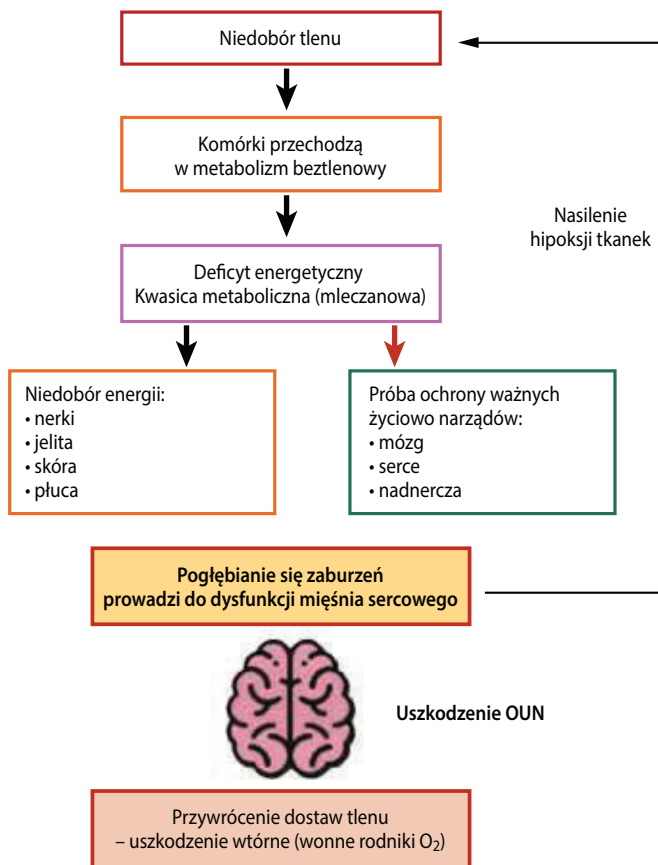 Niedobór tlenu
Komórki przechodzą
w metabolizm beztlenowy
Nasilenie
hipoksji tkanek
Deficyt energetyczny
Kwasica metaboliczna (mleczanowa)
Niedobór energii:
• nerki
• jelita
• skóra
• płuca
Próba ochrony ważnych
życiowo narządów:
• mózg
• serce
• nadnercza
Pogłębianie się zaburzeń
prowadzi do dysfunkcji mięśnia sercowego
Uszkodzenie OUN
Przywrócenie dostaw tlenu
– uszkodzenie wtórne (wonne rodniki O₂)